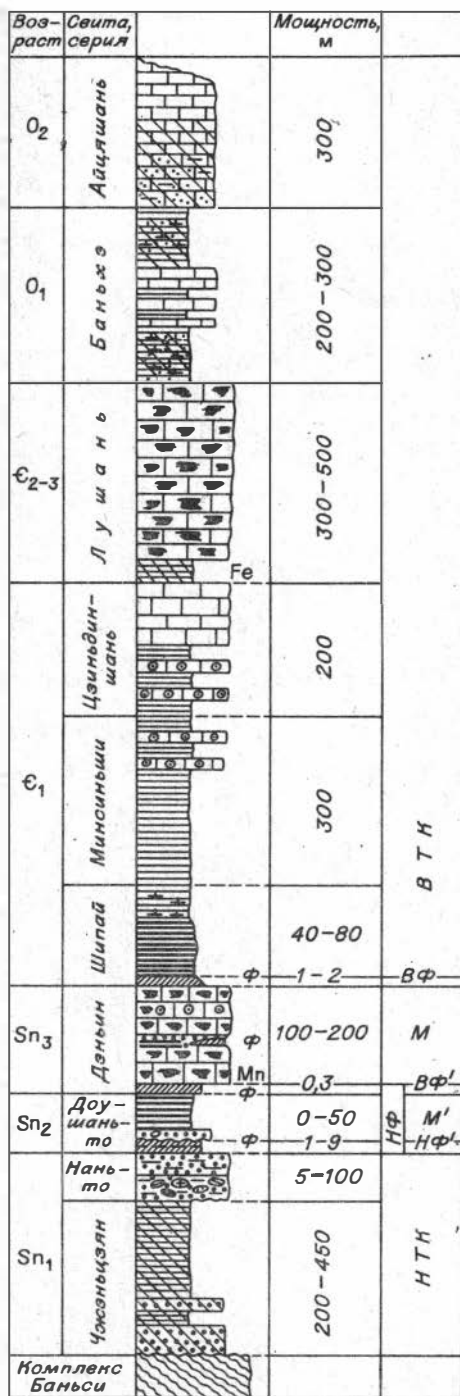 Воз-
раст
Свита,
серия
Мощность,
м
O₂
Айцзяшань
300
O₁
Баньхэ
200-300
Є₂₋₃
Лушань
300-500
Fe
Цзиньдин-
шань
200
Є₁
Минсиньши
300
ВТК
Шипай
40-80
Ф
1-2
ВФ
Sn₃
Дэньин
Ф
100-200
М
Mn
0,3
ВФ'
Ф
Sn₂
Доу-
шань-
то
0-50
НФ
М'
Ф
1-9
НФ'
Нань-
то
5-100
Sn₁
Чжэньцзян
200-450
НТК
Комплекс
Баньси